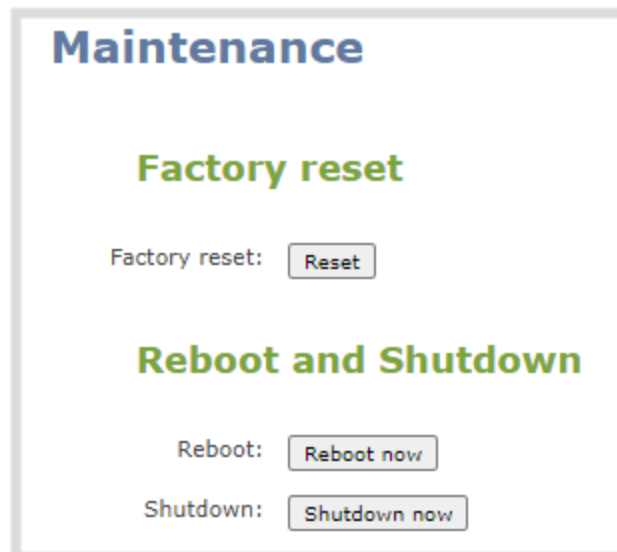 Maintenance
Factory reset
Factory reset: Reset
Reboot and Shutdown
Reboot: Reboot now
Shutdown: Shutdown now